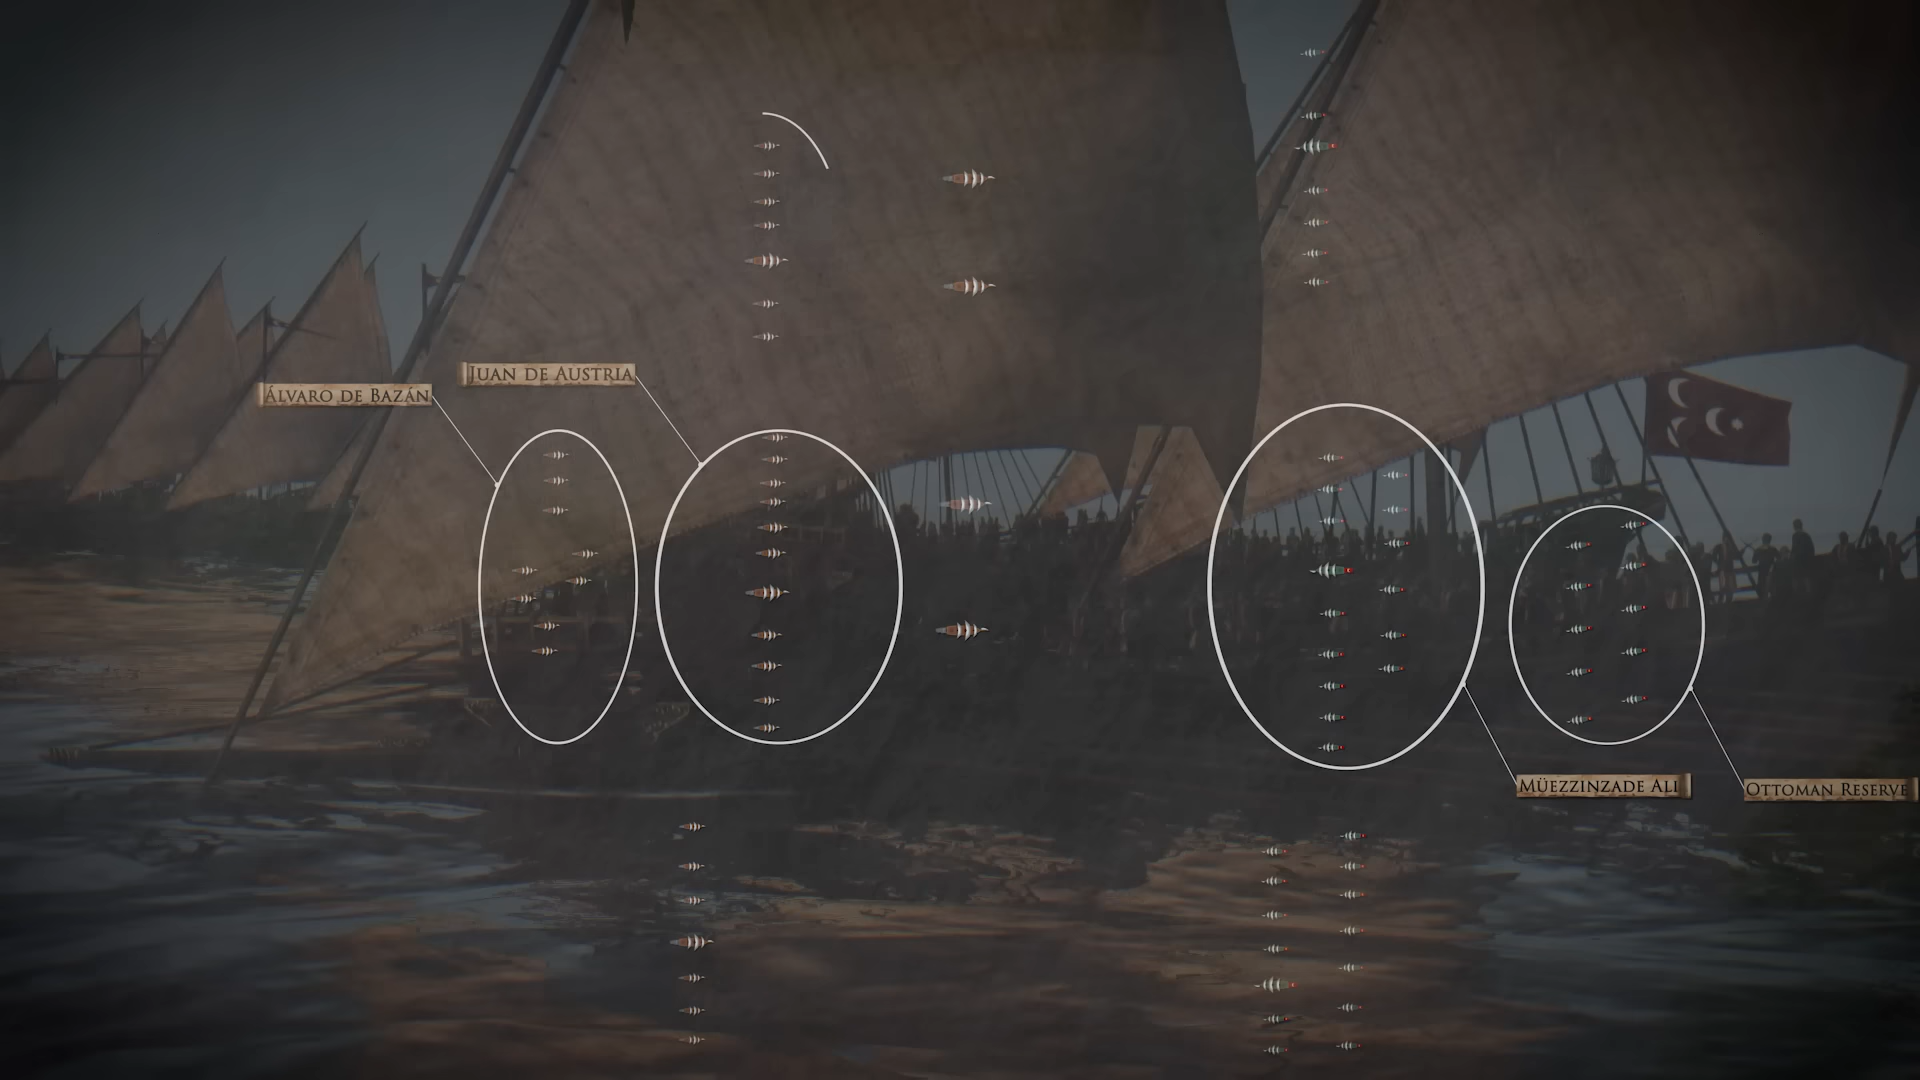 Juan de Austria
Álvaro de Bazán
Müezzinzade Ali
Ottoman Reserve